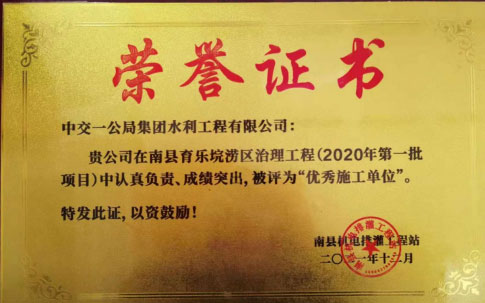 荣誉证书
中交一公局集团水利工程有限公司：
贵公司在南县育乐垸涝区治理工程(2020年第一批
项目)中认真负责、成绩突出，被评为“优秀施工单位”。
特发此证，以资鼓励！
南县机电排灌工程站
二〇二一年十二月